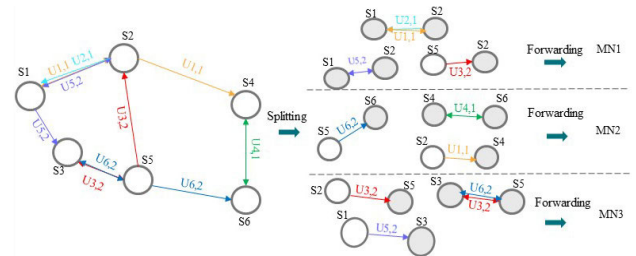 S1
S2
U1,1 U2,1
U5,2
U1,1
S4
U5,2
U3,2
U4,1
S3
U6,2
S5
U3,2
U6,2
S6
Splitting
S1
U2,1
S2
U1,1
S1
U5,2
S2
S5
U3,2
S2
Forwarding
MN1
S5
U6,2
S6
S4
U4,1
S6
S2
U1,1
S4
Forwarding
MN2
S2
U3,2
S5
S3
U6,2
S5
U3,2
S1
U5,2
S3
Forwarding
MN3